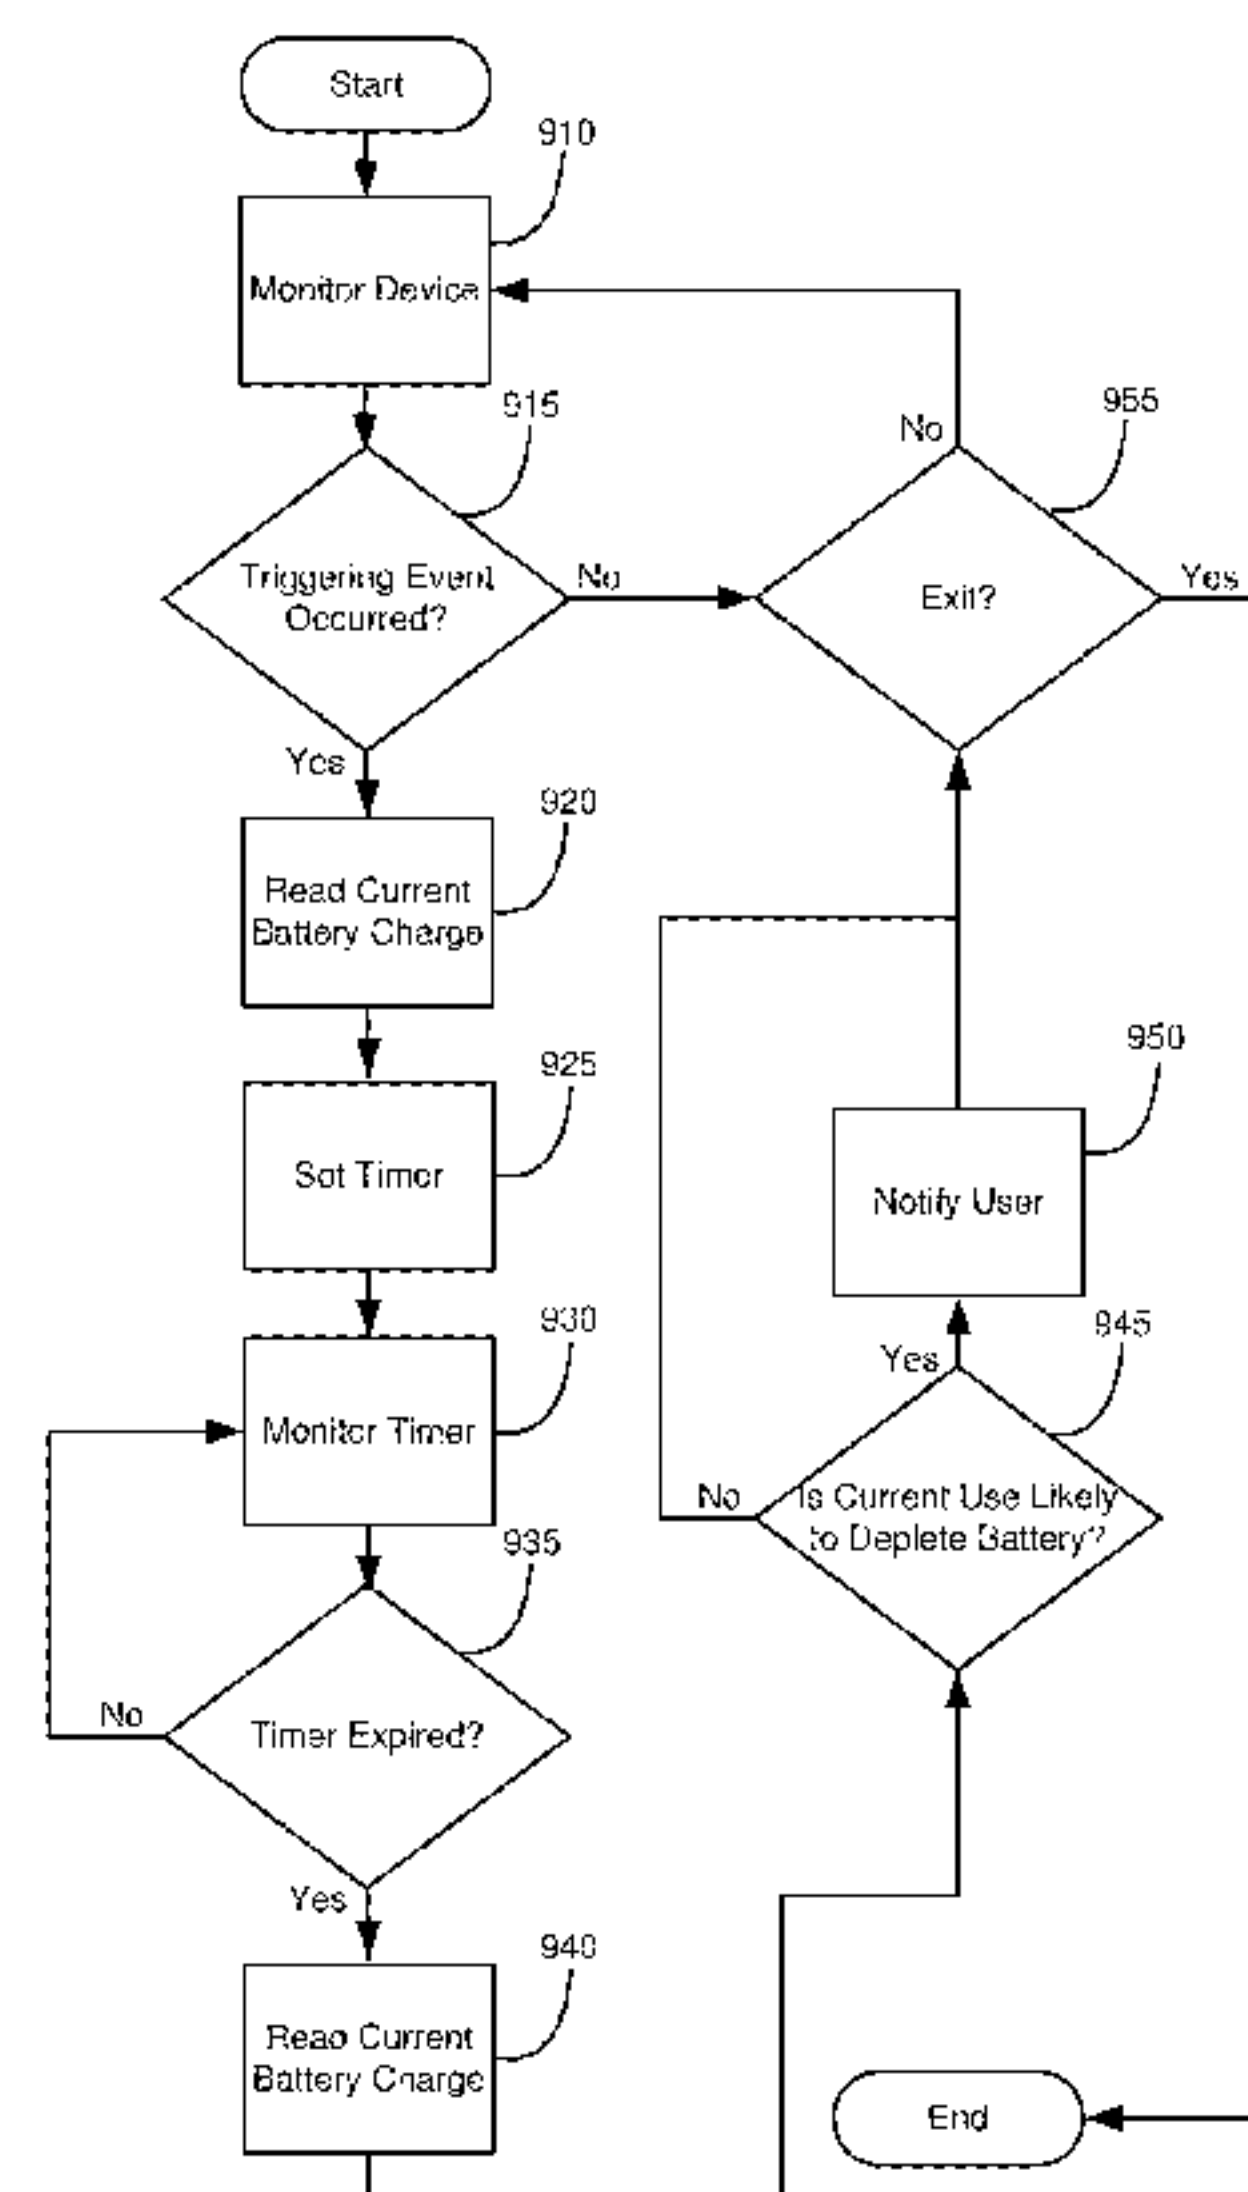 Start
910
Monitor Device
915
Triggering Event
Occurred?
No
Yes
920
Read Current
Battery Charge
925
Set Timer
930
Monitor Timer
935
Timer Expired?
No
Yes
940
Read Current
Battery Charge
No
955
Exit?
Yes
950
Notify User
Yes
945
Is Current Use Likely
to Deplete Battery?
No
End